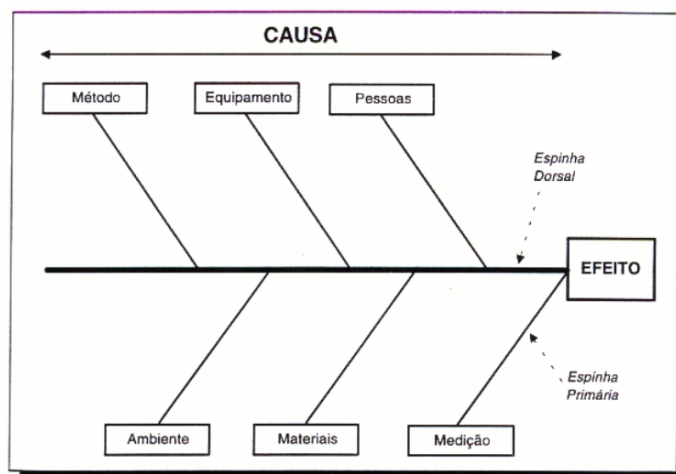 CAUSA
Método
Equipamento
Pessoas
Espinha
Dorsal
EFEITO
Espinha
Primária
Ambiente
Materiais
Medição